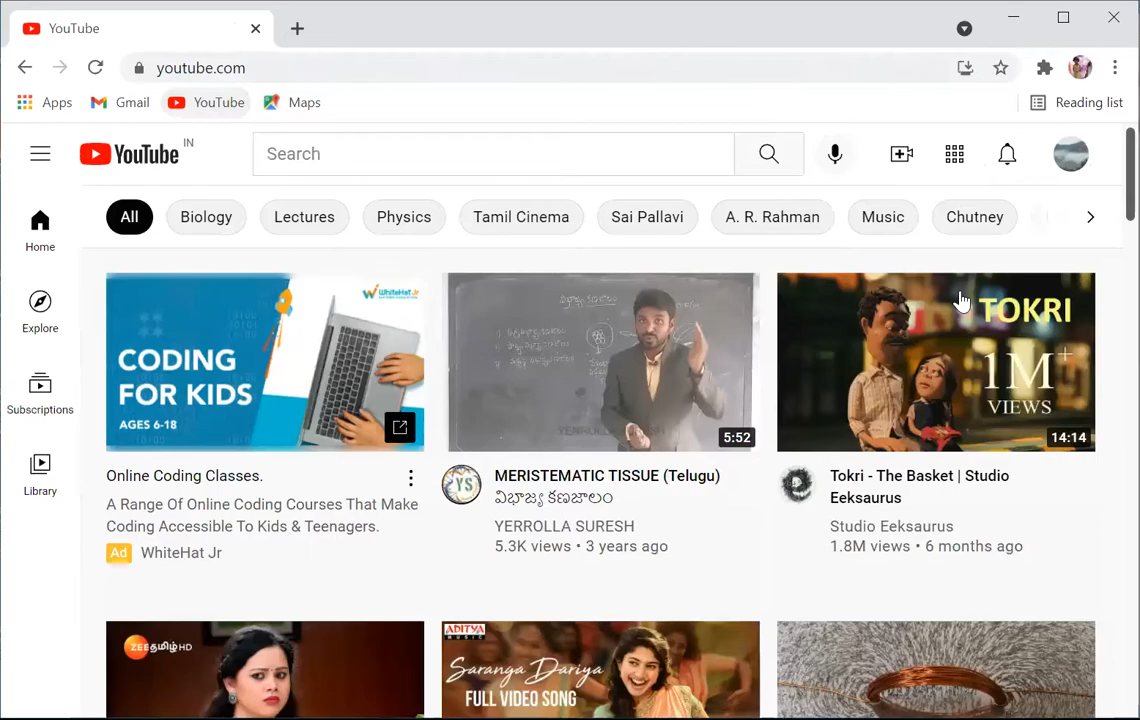 YouTube
youtube.com
Apps
Gmail
YouTube
Maps
Reading list
YouTube IN
Search
All
Biology
Lectures
Physics
Tamil Cinema
Sai Pallavi
A. R. Rahman
Music
Chutney
Home
Explore
Subscriptions
Library
WhiteHat Jr
CODING
FOR KIDS
AGES 6-18
YERROLLA SURESH
5:52
TOKRI
1M+
VIEWS
14:14
Online Coding Classes.
A Range Of Online Coding Courses That Make
Coding Accessible To Kids & Teenagers.
Ad WhiteHat Jr
YS
MERISTEMATIC TISSUE (Telugu)
విభాజ్య కణజాలం
YERROLLA SURESH
5.3K views • 3 years ago
Tokri - The Basket | Studio
Eeksaurus
Studio Eeksaurus
1.8M views • 6 months ago
ZEEதமிழ் HD
ADITYA
MUSIC
Saranga Dariya
FULL VIDEO SONG